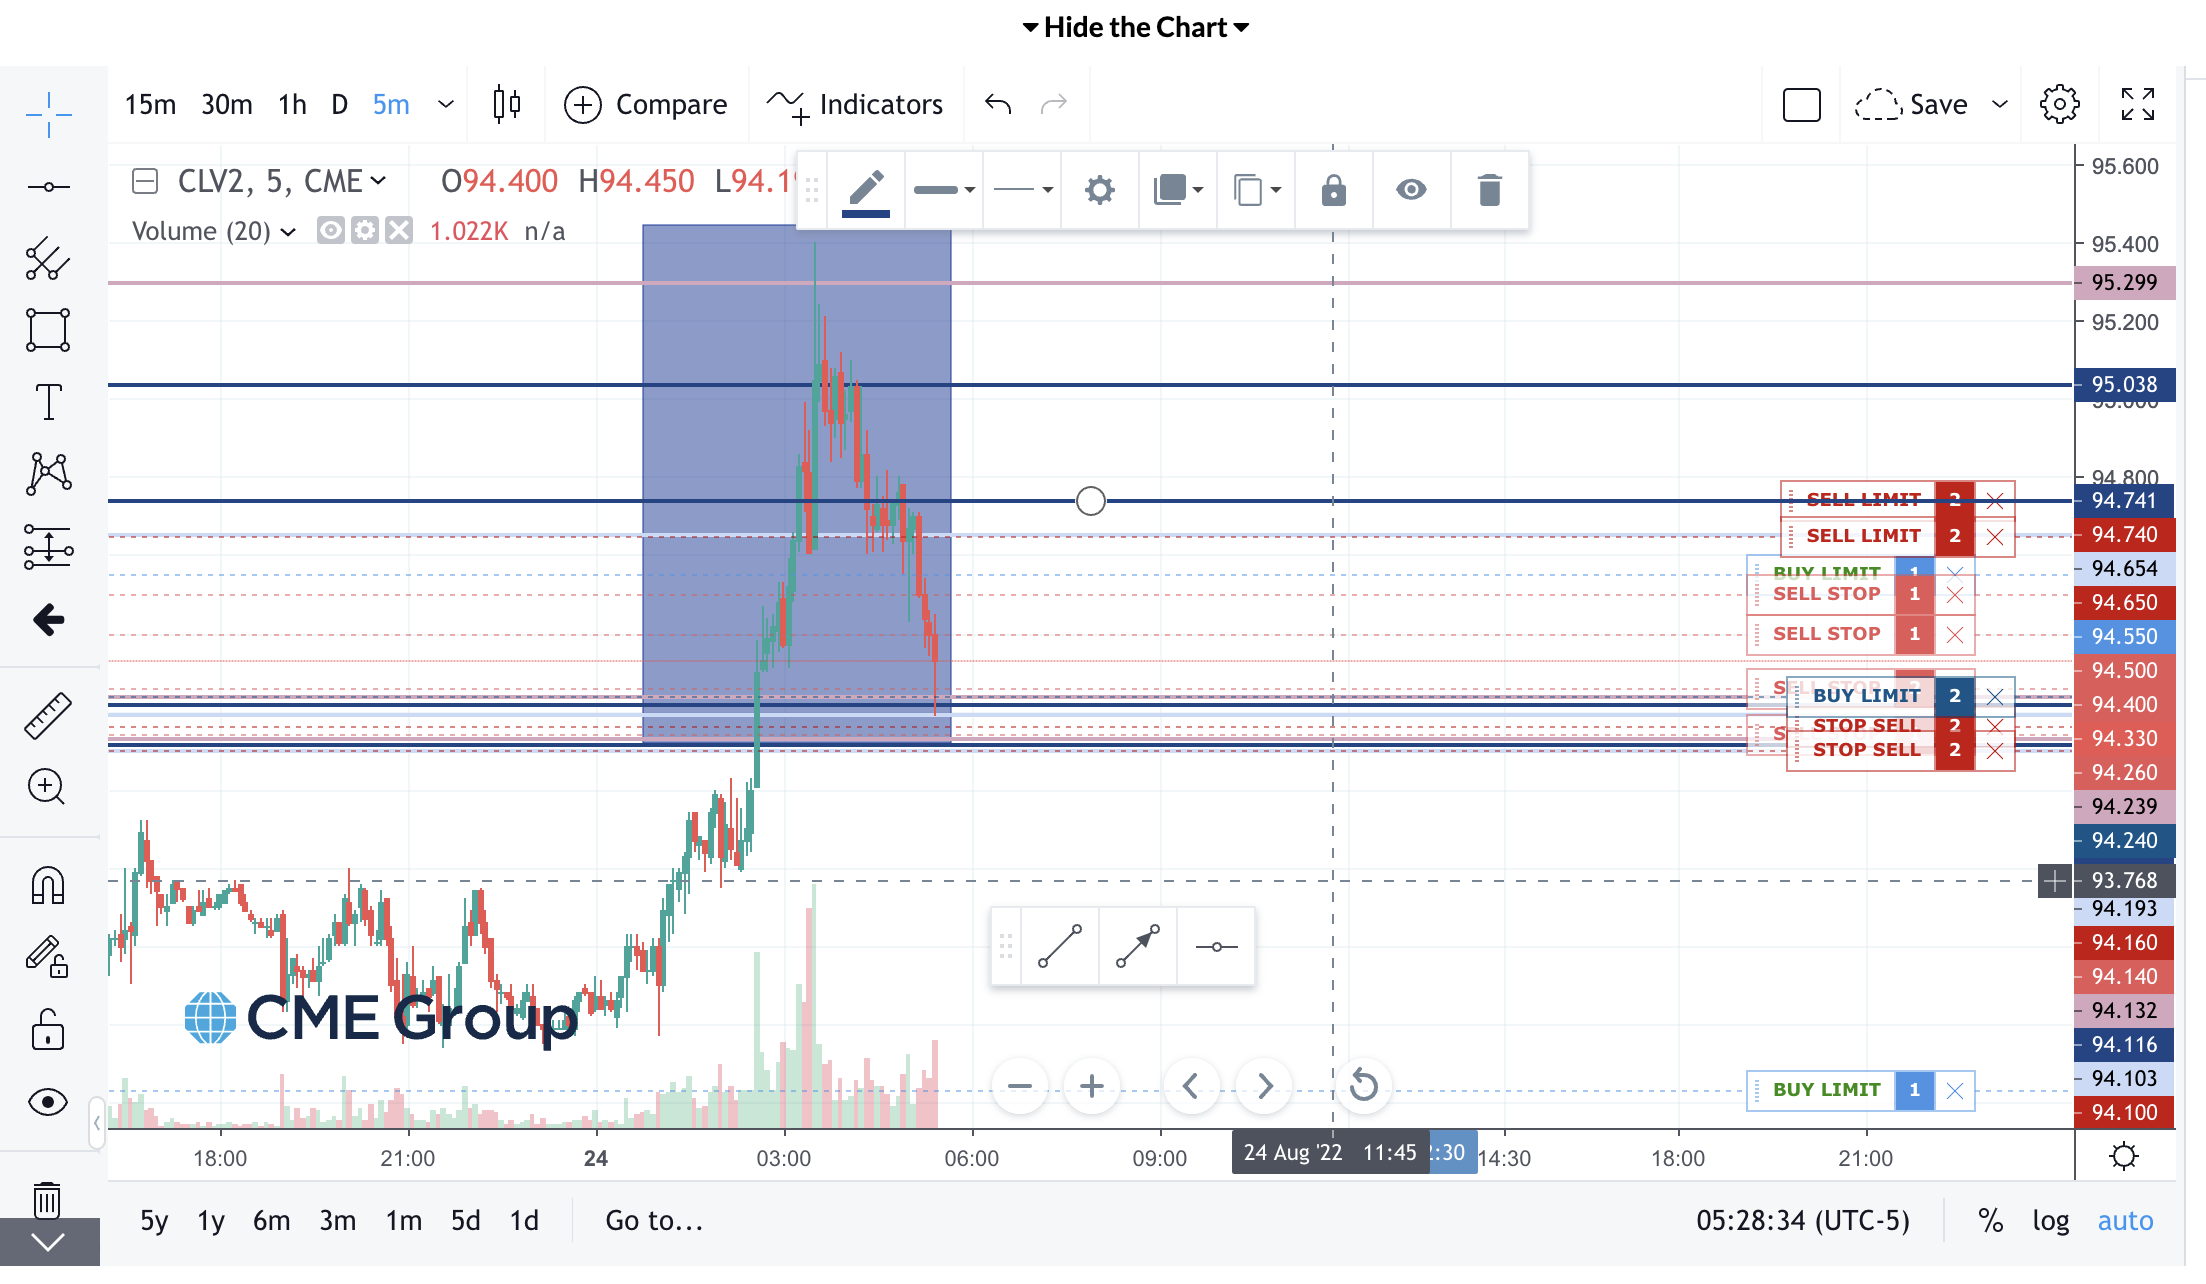 Hide the Chart
15m 30m 1h D 5m Compare Indicators Save
CLV2, 5, CME O94.400 H94.450 L94.1
Volume (20) 1.022K n/a
95.600
95.400
95.299
95.200
95.038
95.000
94.800
SELL LIMIT 2 94.741
SELL LIMIT 2 94.740
BUY LIMIT 1 94.654
SELL STOP 1 94.650
SELL STOP 1 94.550
94.500
BUY LIMIT 2 94.400
STOP SELL 2 94.330
STOP SELL 2
94.260
94.239
94.240
93.768
94.193
94.160
94.140
94.132
94.116
94.103
BUY LIMIT 1
94.100
CME Group
18:00 21:00 24 03:00 06:00 09:00 24 Aug '22 11:45 :30 14:30 18:00 21:00
5y 1y 6m 3m 1m 5d 1d Go to... 05:28:34 (UTC-5) % log auto